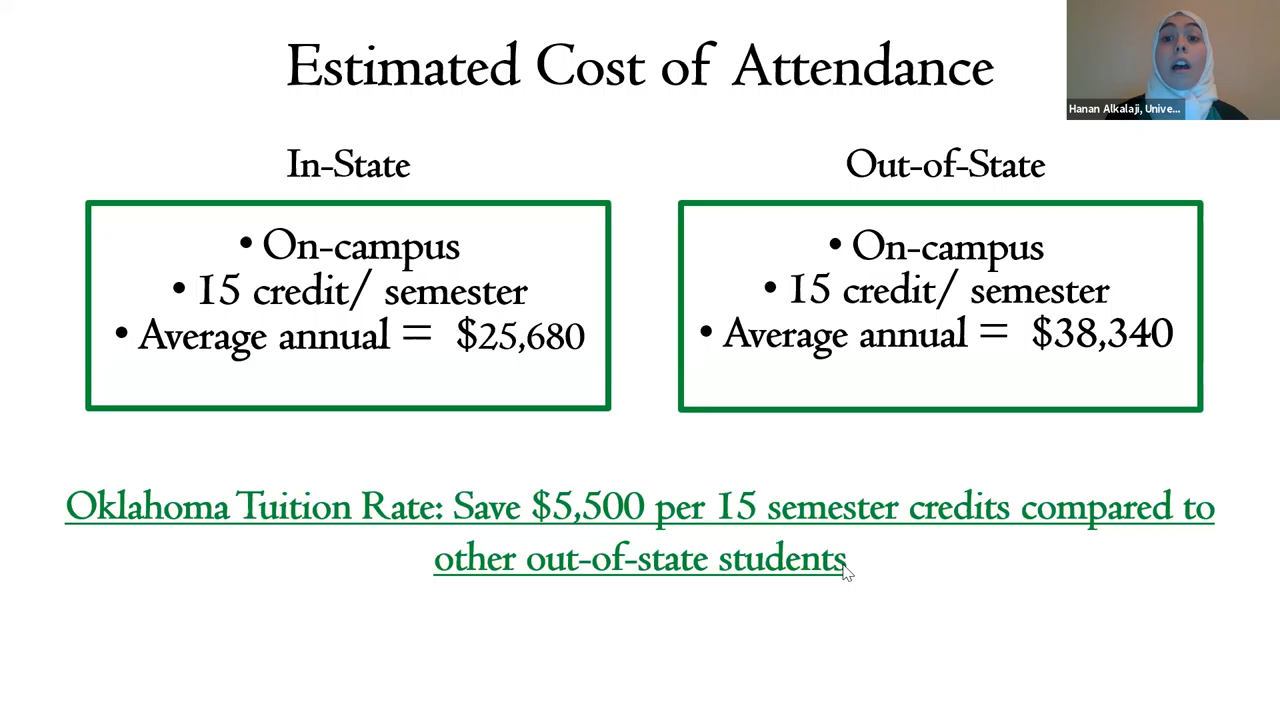 Estimated Cost of Attendance
Hanan Alkalaji, Unive...
In-State
• On-campus
• 15 credit/ semester
• Average annual = $25,680
Out-of-State
• On-campus
• 15 credit/ semester
• Average annual = $38,340
Oklahoma Tuition Rate: Save $5,500 per 15 semester credits compared to
other out-of-state students